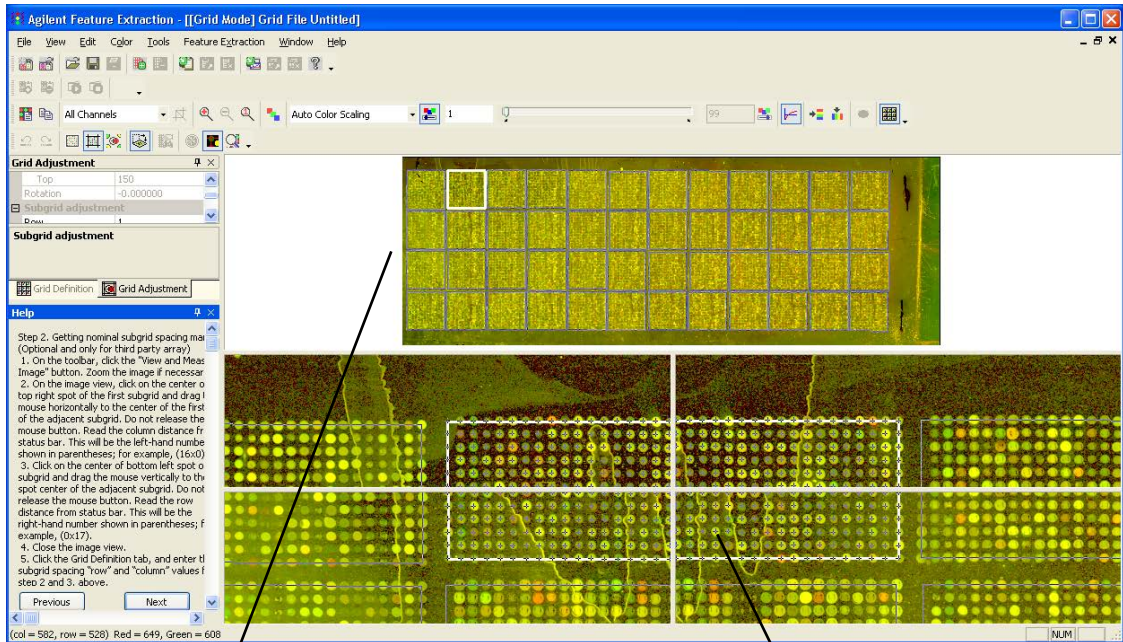 Agilent Feature Extraction - [[Grid Mode] Grid File Untitled]
File View Edit Color Tools Feature Extraction Window Help
All Channels Auto Color Scaling 1 99
Grid Adjustment
Top 150
Rotation -0.000000
Subgrid adjustment
Row 1
Subgrid adjustment
Grid Definition Grid Adjustment
Help
Step 2. Getting nominal subgrid spacing
(Optional and only for third party array)
1. On the toolbar, click the "View and
Image" button. Zoom the image if
2. On the image view, click on the center
top right spot of the first subgrid and drag
mouse horizontally to the center of the first
of the adjacent subgrid. Do not release the
mouse button. Read the column distance
status bar. This will be the left-hand
shown in parentheses; for example, (16x0)
3. Click on the center of bottom left spot
subgrid and drag the mouse vertically to
spot center of the adjacent subgrid. Do not
release the mouse button. Read the row
distance from status bar. This will be the
right-hand number shown in parentheses;
example, (0x17).
4. Close the image view.
5. Click the Grid Definition tab, and enter
subgrid spacing "row" and "column" values
step 2 and 3. above.
Previous Next
(col = 582, row = 528) Red = 649, Green = 608
NUM